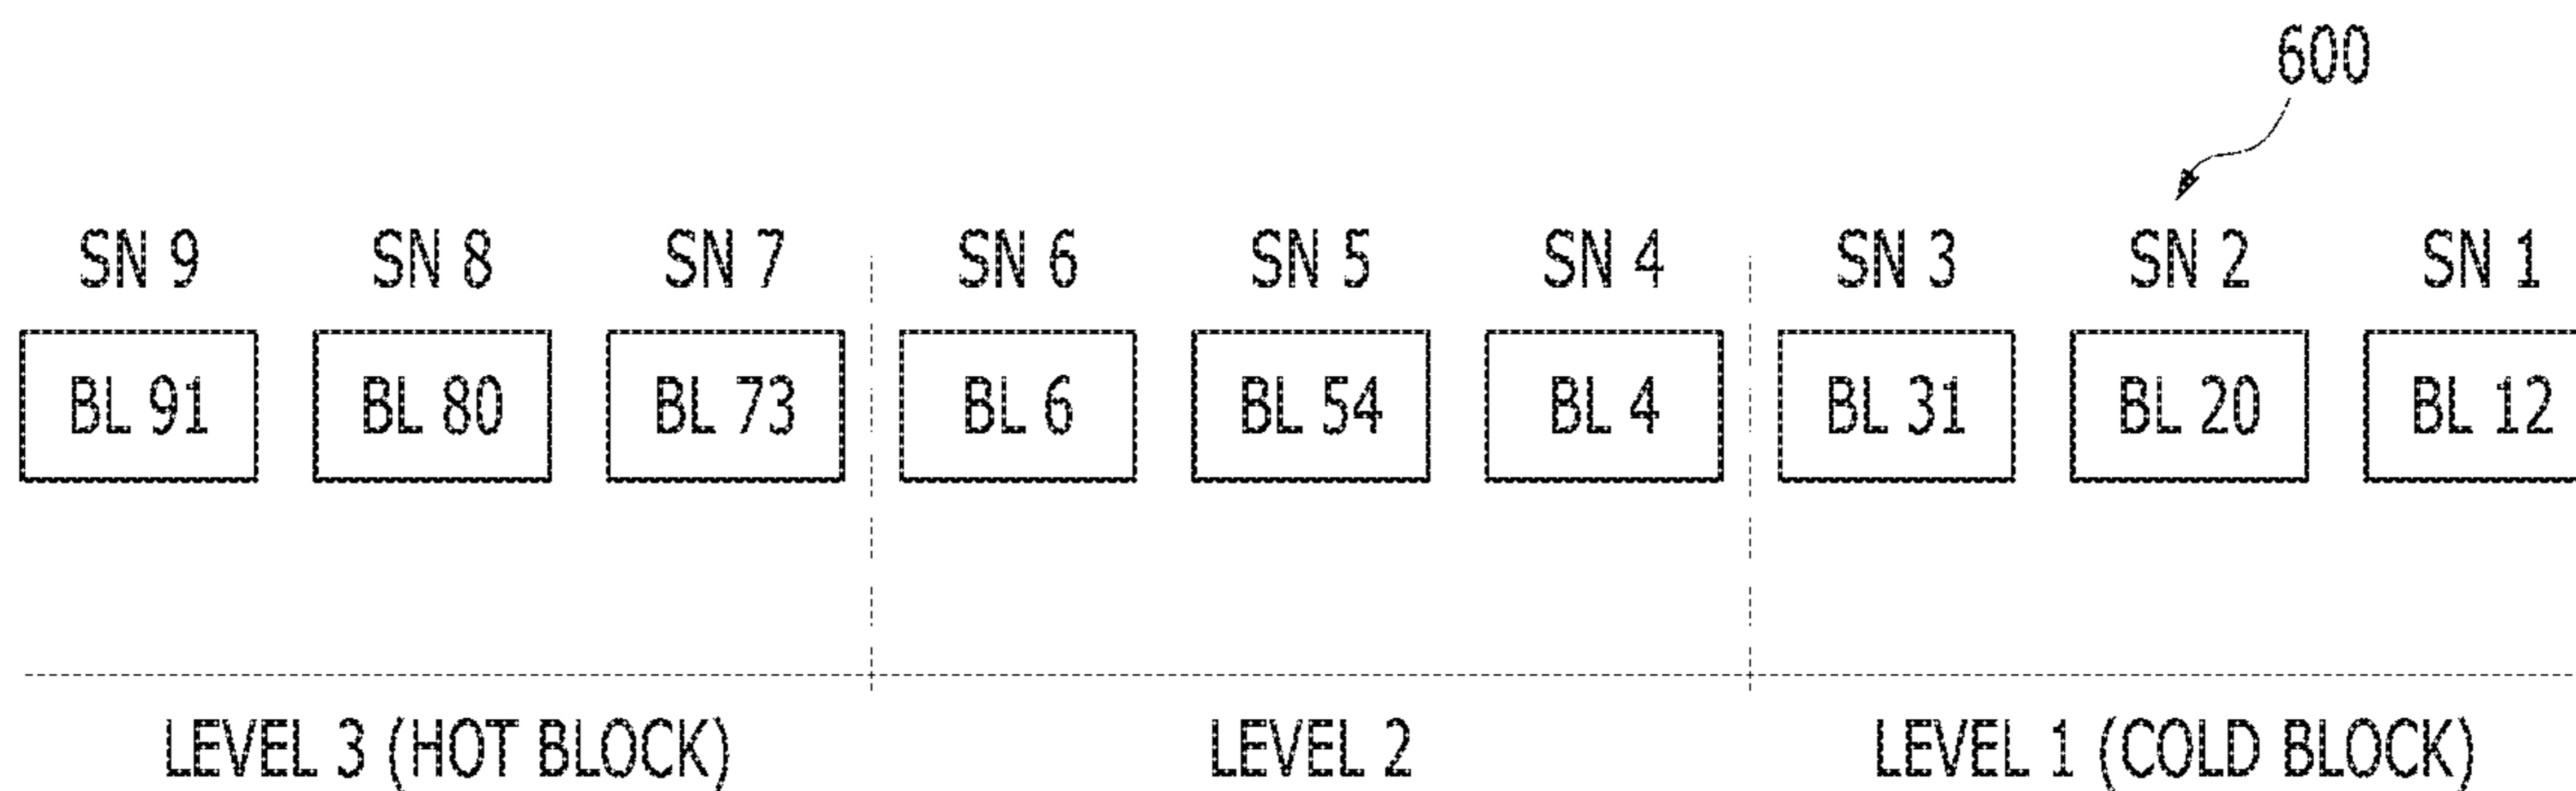 600
SN 9 SN 8 SN 7 SN 6 SN 5 SN 4 SN 3 SN 2 SN 1
BL 91 BL 80 BL 73 BL 6 BL 54 BL 4 BL 31 BL 20 BL 12
LEVEL 3 (HOT BLOCK) LEVEL 2 LEVEL 1 (COLD BLOCK)